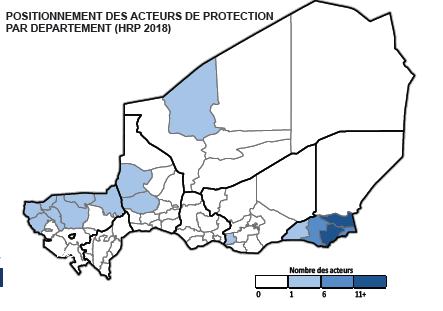 POSITIONNEMENT DES ACTEURS DE PROTECTION
PAR DEPARTEMENT (HRP 2018)
Nombre des acteurs
0 1 6 11+